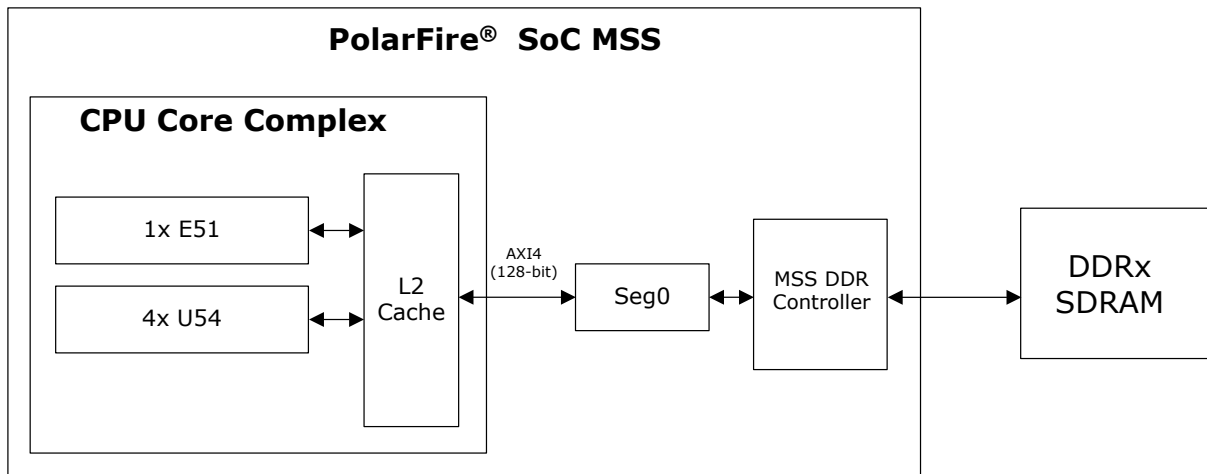 PolarFire® SoC MSS
CPU Core Complex
1x E51
4x U54
L2
Cache
AXI4
(128-bit)
Seg0
MSS DDR
Controller
DDRx
SDRAM